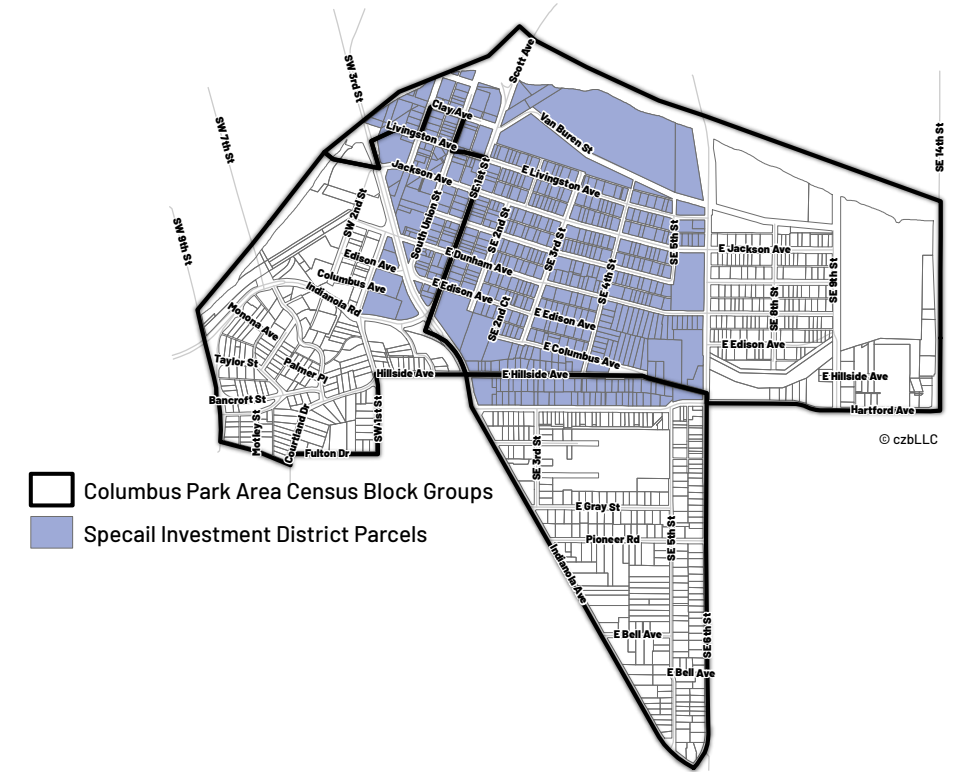 Scott Ave
SW 3rd St
Clay Ave
SW 7th St
Livingston Ave
Van Buren St
SE 14th St
Jackson Ave
SE 1st St
E Livingston Ave
SW 2nd St
South Union St
SE 2nd St
SW 9th St
SE 3rd St
SE 5th St
E Jackson Ave
Edison Ave
E Dunham Ave
SE 4th St
SE 9th St
Columbus Ave
Indianola Rd
E Edison Ave
SE 8th St
Monona Ave
SE 2nd Ct
E Edison Ave
E Edison Ave
Taylor St
Palmer Pl
E Columbus Ave
Hillside Ave
E Hillside Ave
E Hillside Ave
Bancroft St
Motley St
Courtland Dr
SW 1st St
Hartford Ave
Fulton Dr
SE 3rd St
© czbLLC
Columbus Park Area Census Block Groups
Specail Investment District Parcels
E Gray St
SE 5th St
Pioneer Rd
Indianola Ave
E Bell Ave
SE 6th St
E Bell Ave